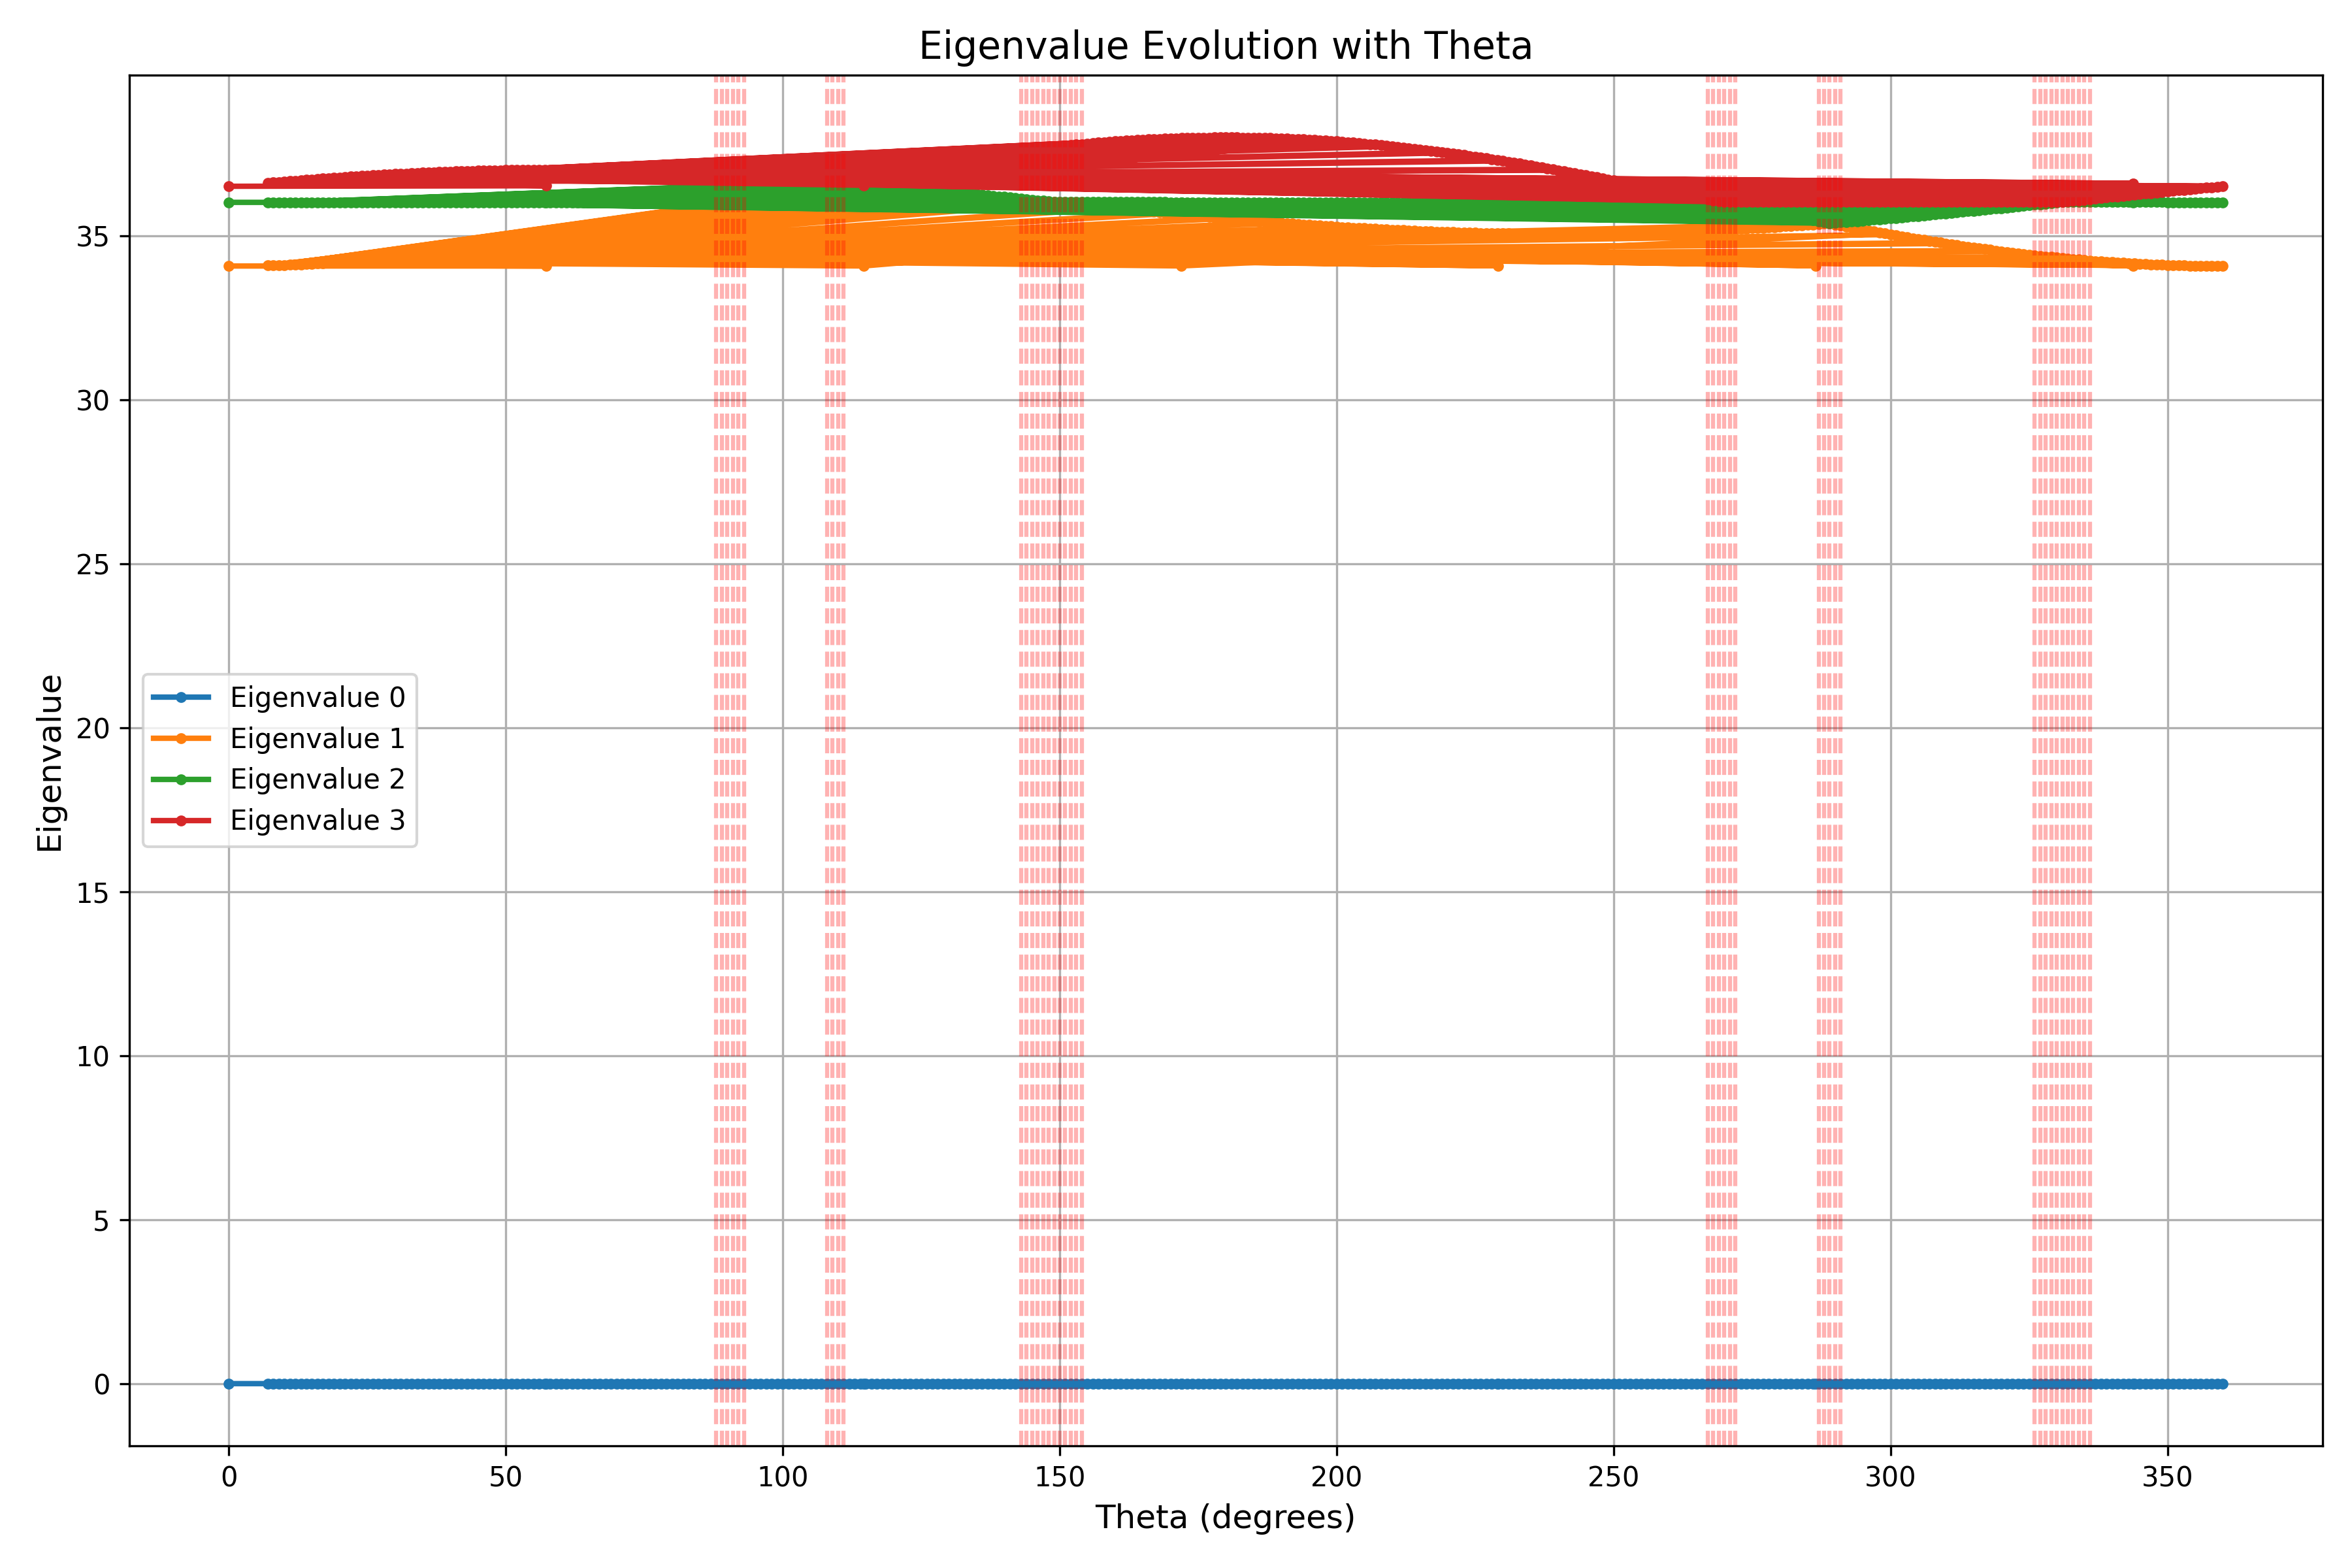 Eigenvalue Evolution with Theta
Eigenvalue
35
30
25
20
15
10
5
0
Eigenvalue 0
Eigenvalue 1
Eigenvalue 2
Eigenvalue 3
0 50 100 150 200 250 300 350
Theta (degrees)